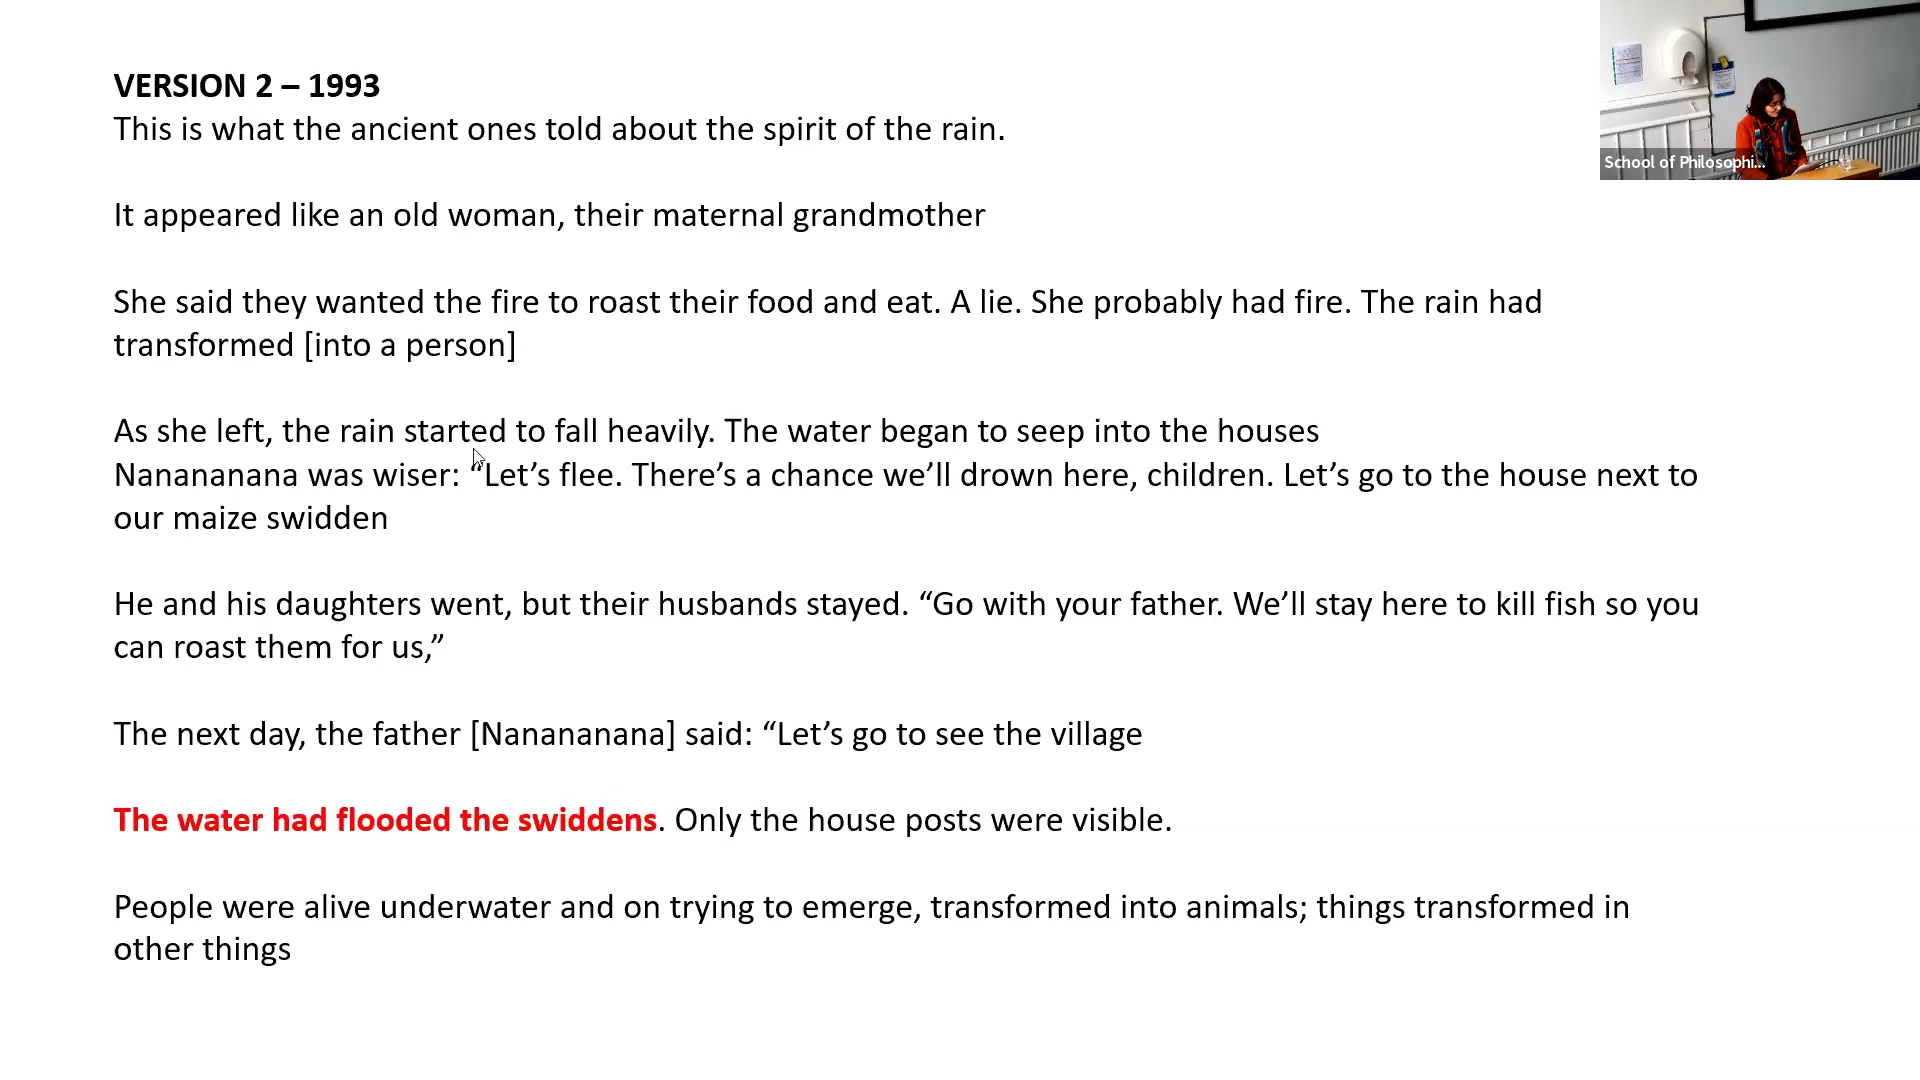 VERSION 2 – 1993
This is what the ancient ones told about the spirit of the rain.
It appeared like an old woman, their maternal grandmother
She said they wanted the fire to roast their food and eat. A lie. She probably had fire. The rain had
transformed [into a person]
As she left, the rain started to fall heavily. The water began to seep into the houses
Nanananana was wiser: “Let’s flee. There’s a chance we’ll drown here, children. Let’s go to the house next to
our maize swidden
He and his daughters went, but their husbands stayed. “Go with your father. We’ll stay here to kill fish so you
can roast them for us,”
The next day, the father [Nanananana] said: “Let’s go to see the village
The water had flooded the swiddens. Only the house posts were visible.
People were alive underwater and on trying to emerge, transformed into animals; things transformed in
other things
School of Philosophi...